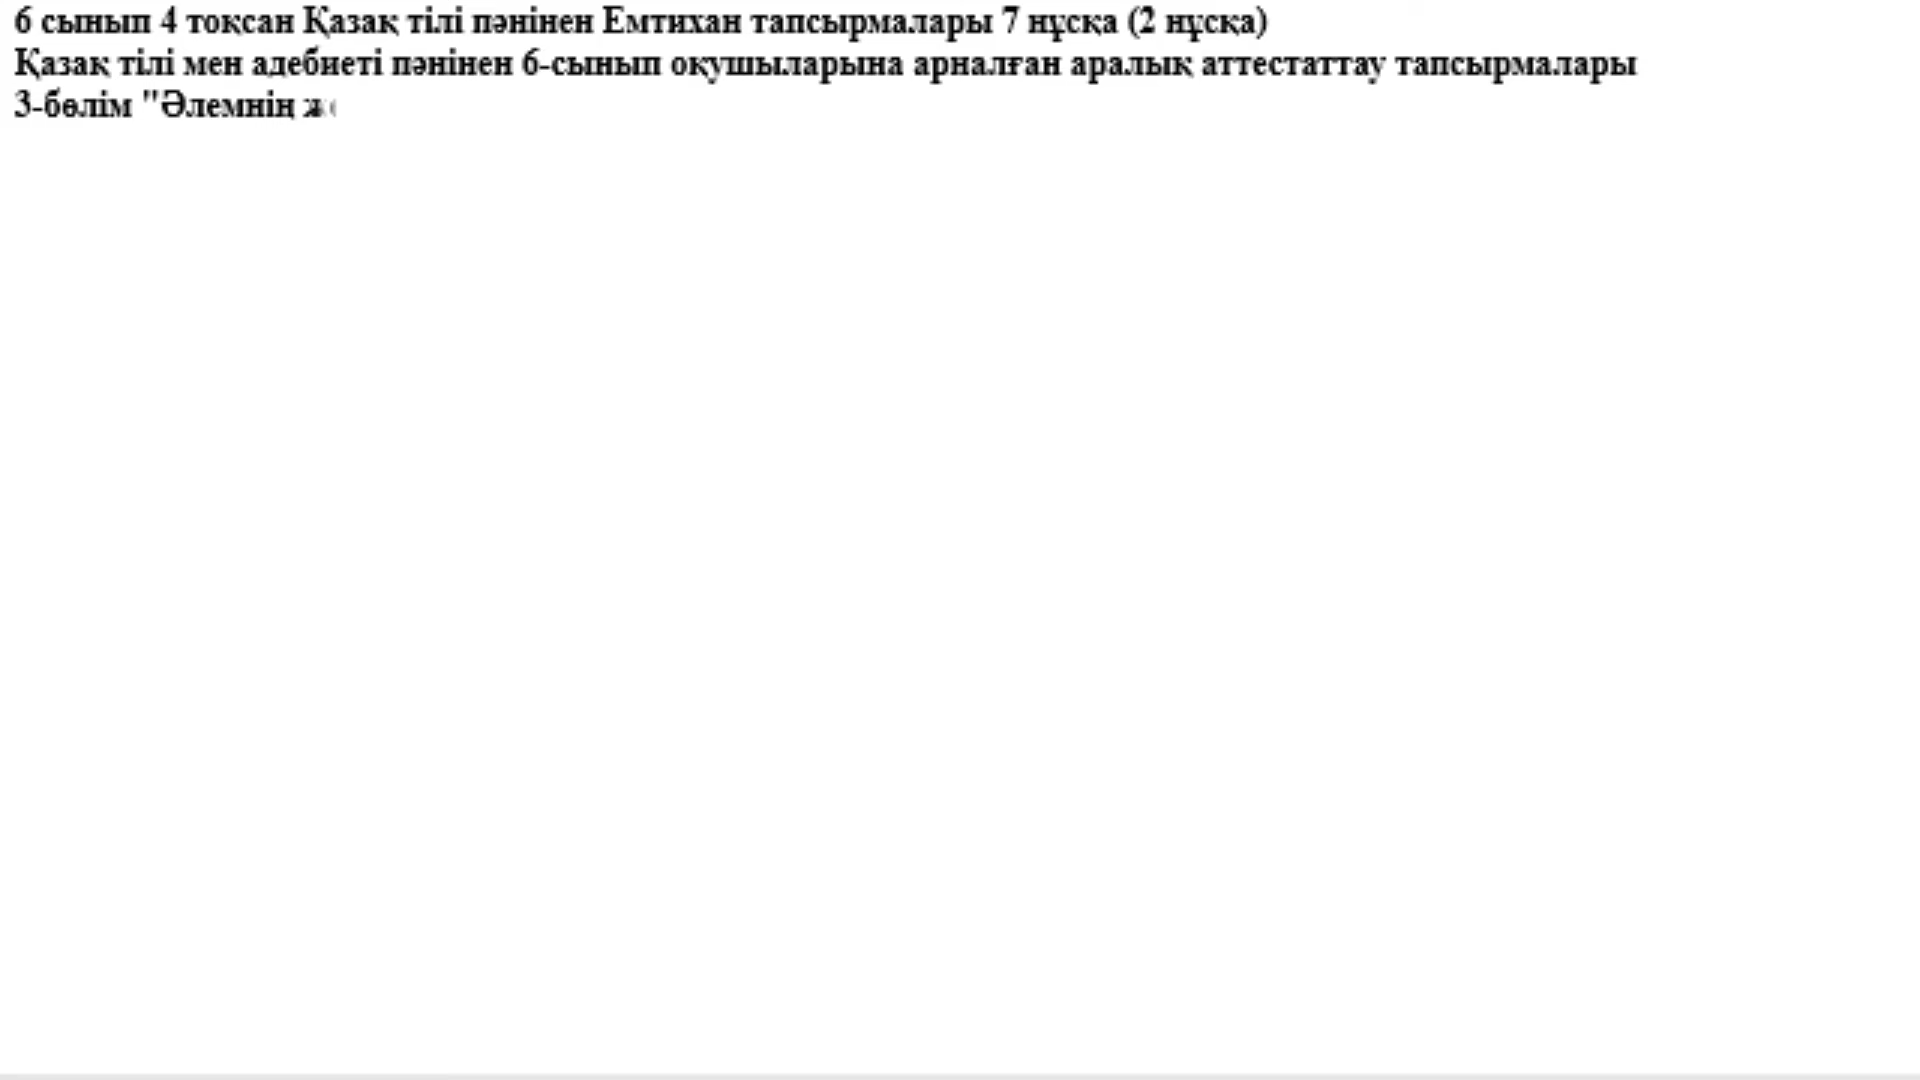 6 сынып 4 тоқсан Қазақ тілі пәнінен Емтихан тапсырмалары 7 нұсқа (2 нұсқа)
Қазақ тілі мен адебиеті пәнінен 6-сынып оқушыларына арналған аралық аттестаттау тапсырмалары
3-бөлім "Әлемнің